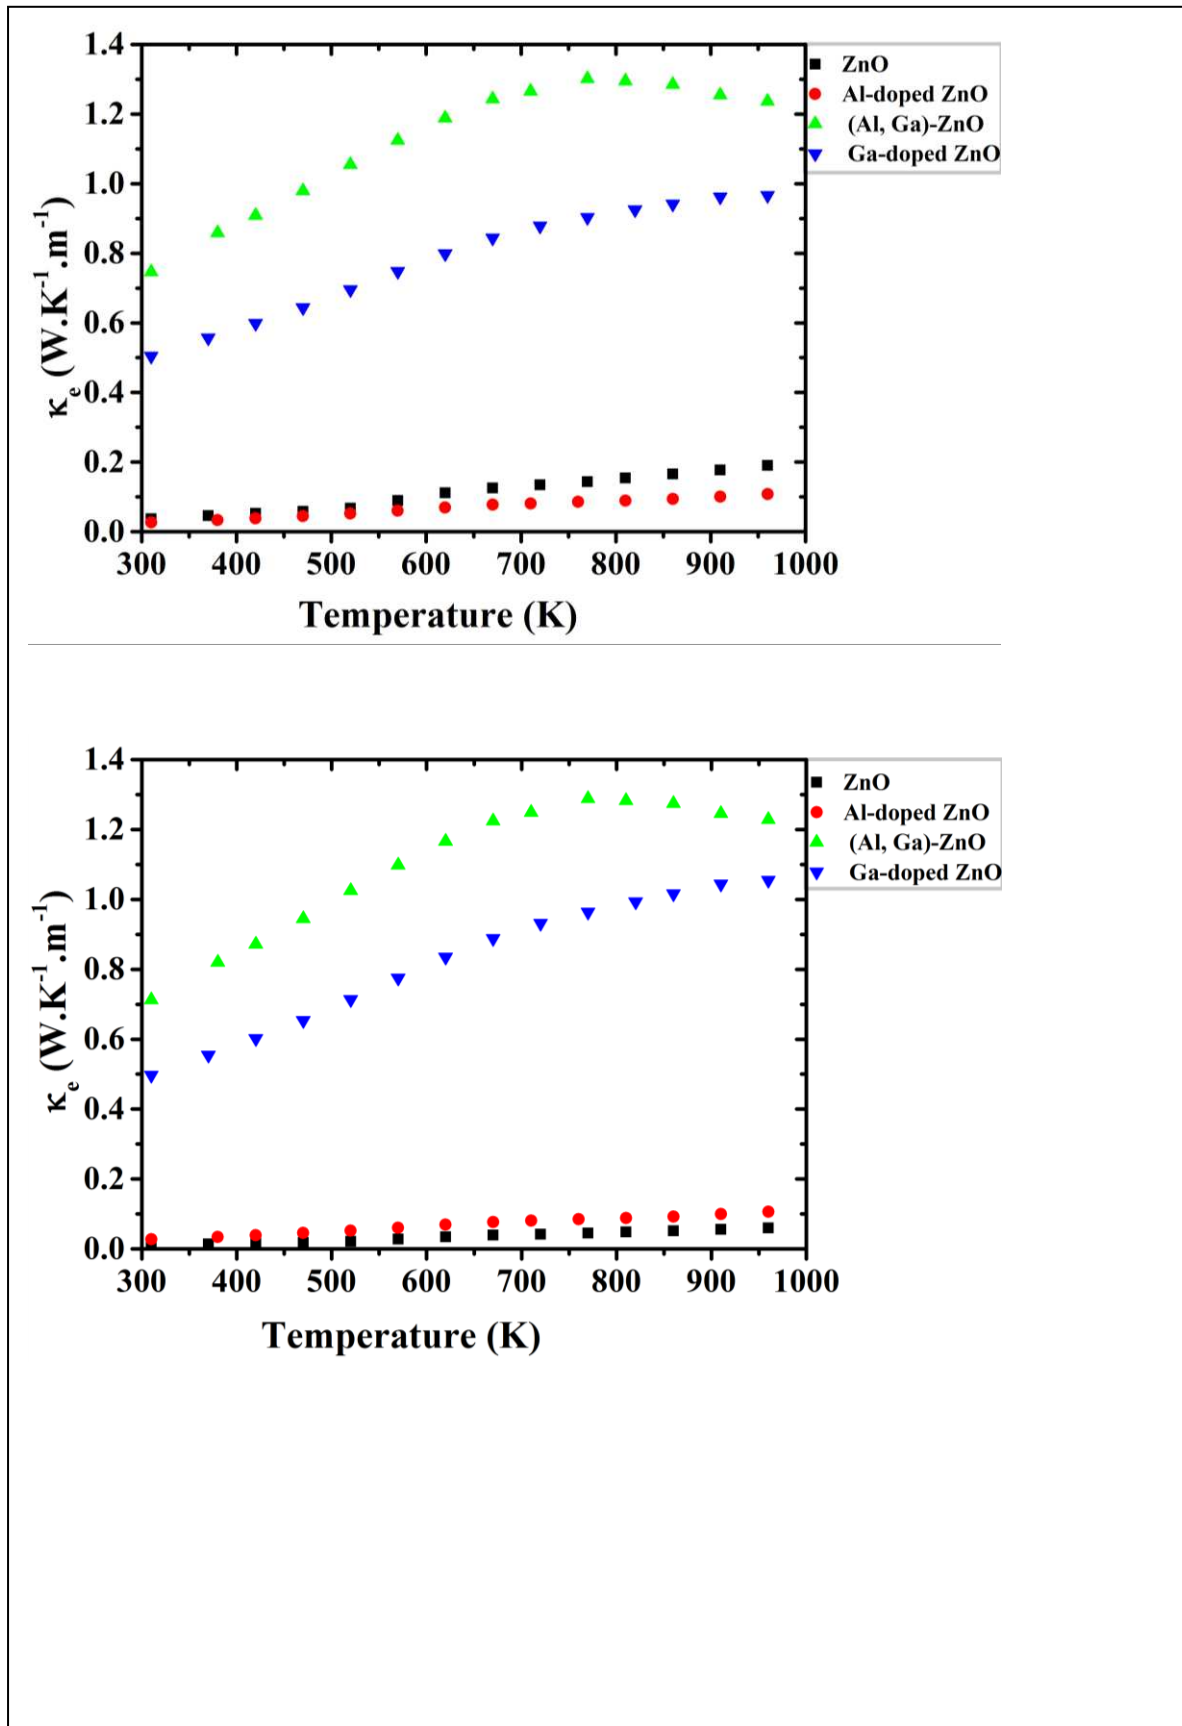 1.4
1.2
1.0
0.8
0.6
0.4
0.2
0.0
κe (W.K-1.m-1)
300 400 500 600 700 800 900 1000
Temperature (K)
ZnO
Al-doped ZnO
(Al, Ga)-ZnO
Ga-doped ZnO
1.4
1.2
1.0
0.8
0.6
0.4
0.2
0.0
κe (W.K-1.m-1)
300 400 500 600 700 800 900 1000
Temperature (K)
ZnO
Al-doped ZnO
(Al, Ga)-ZnO
Ga-doped ZnO